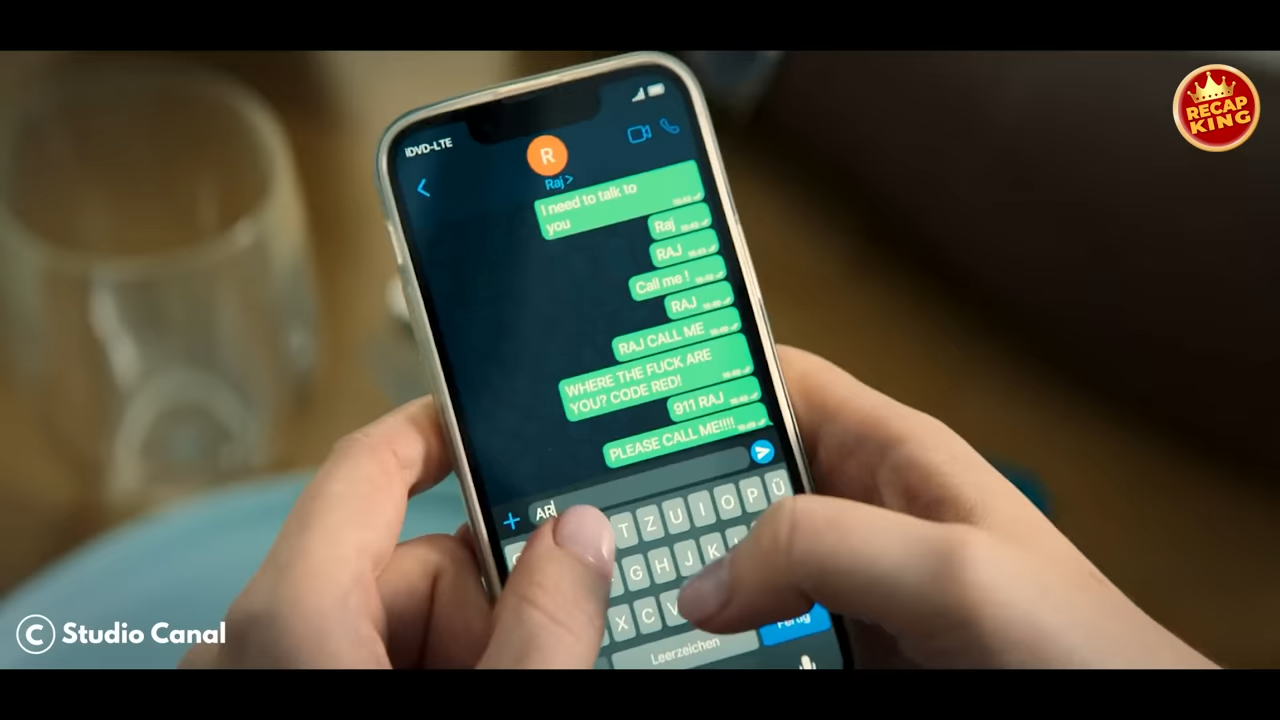 RECAP
KING
iDVD-LTE
R
Raj >
I need to talk to
you
Raj
RAJ
Call me !
RAJ
RAJ CALL ME
WHERE THE FUCK ARE
YOU? CODE RED!
911 RAJ
PLEASE CALL ME!!!!
AR
T Z U I O P Ü
G H J K
X C V
Leerzeichen
Fertig
© Studio Canal